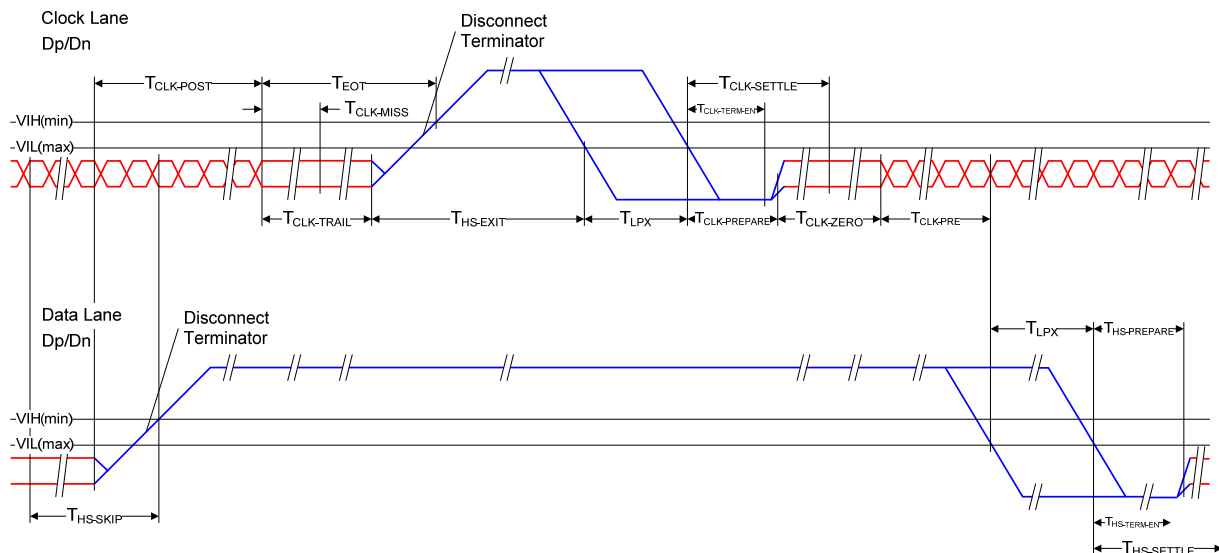 Clock Lane
Dp/Dn
Disconnect
Terminator
TCLK-POST
TEOT
TCLK-SETTLE
TCLK-MISS
TCLK-TERM-EN
VIH(min)
VIL(max)
TCLK-TRAIL
THS-EXIT
TLPX
TCLK-PREPARE
TCLK-ZERO
TCLK-PRE
Data Lane
Dp/Dn
Disconnect
Terminator
TLPX
THS-PREPARE
VIH(min)
VIL(max)
THS-SKIP
THS-TERM-EN
THS-SETTLE